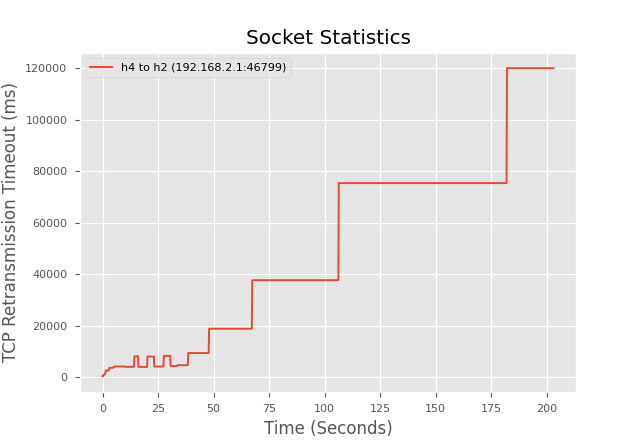 Socket Statistics
h4 to h2 (192.168.2.1:46799)
TCP Retransmission Timeout (ms)
120000
100000
80000
60000
40000
20000
0
0 25 50 75 100 125 150 175 200
Time (Seconds)